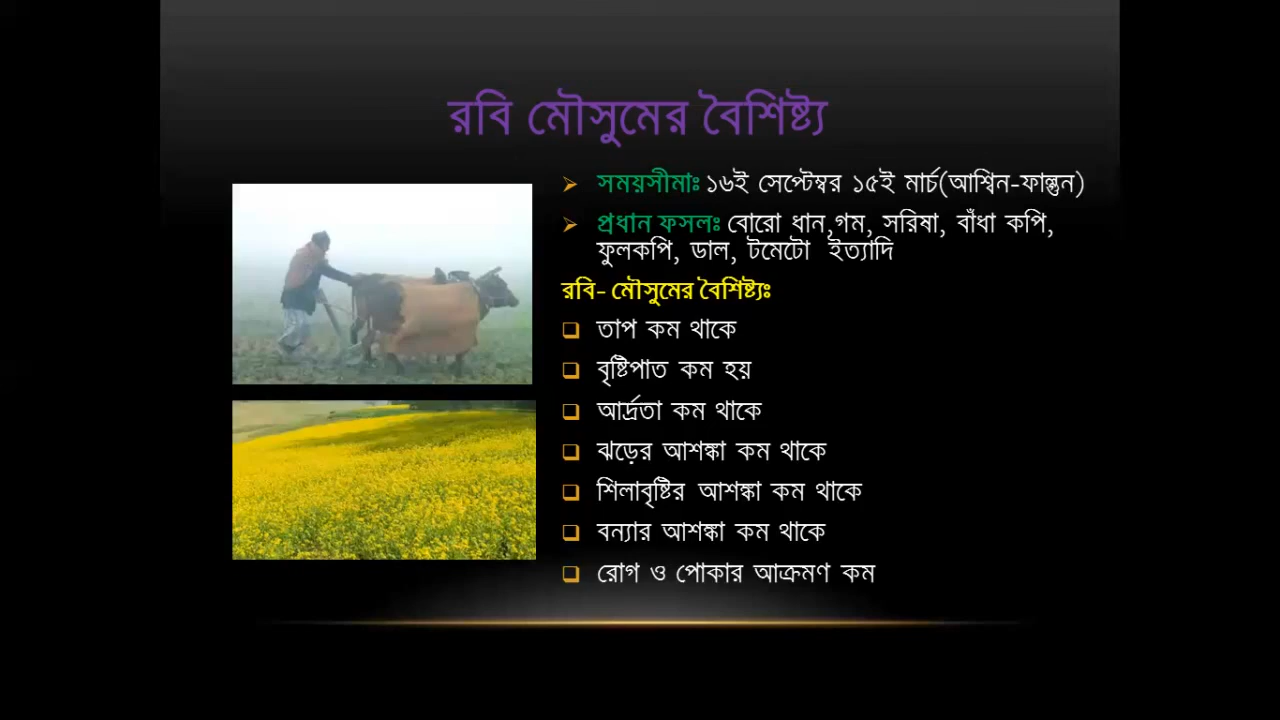 রবি মৌসুমের বৈশিষ্ট্য
সময়সীমাঃ ১৬ই সেপ্টেম্বর ১৫ই মার্চ(আশ্বিন-ফাল্গুন)
প্রধান ফসলঃ বোরো ধান,গম, সরিষা, বাঁধা কপি,
ফুলকপি, ডাল, টমেটো ইত্যাদি
রবি- মৌসুমের বৈশিষ্ট্যঃ
তাপ কম থাকে
বৃষ্টিপাত কম হয়
আর্দ্রতা কম থাকে
ঝড়ের আশঙ্কা কম থাকে
শিলাবৃষ্টির আশঙ্কা কম থাকে
বন্যার আশঙ্কা কম থাকে
রোগ ও পোকার আক্রমণ কম